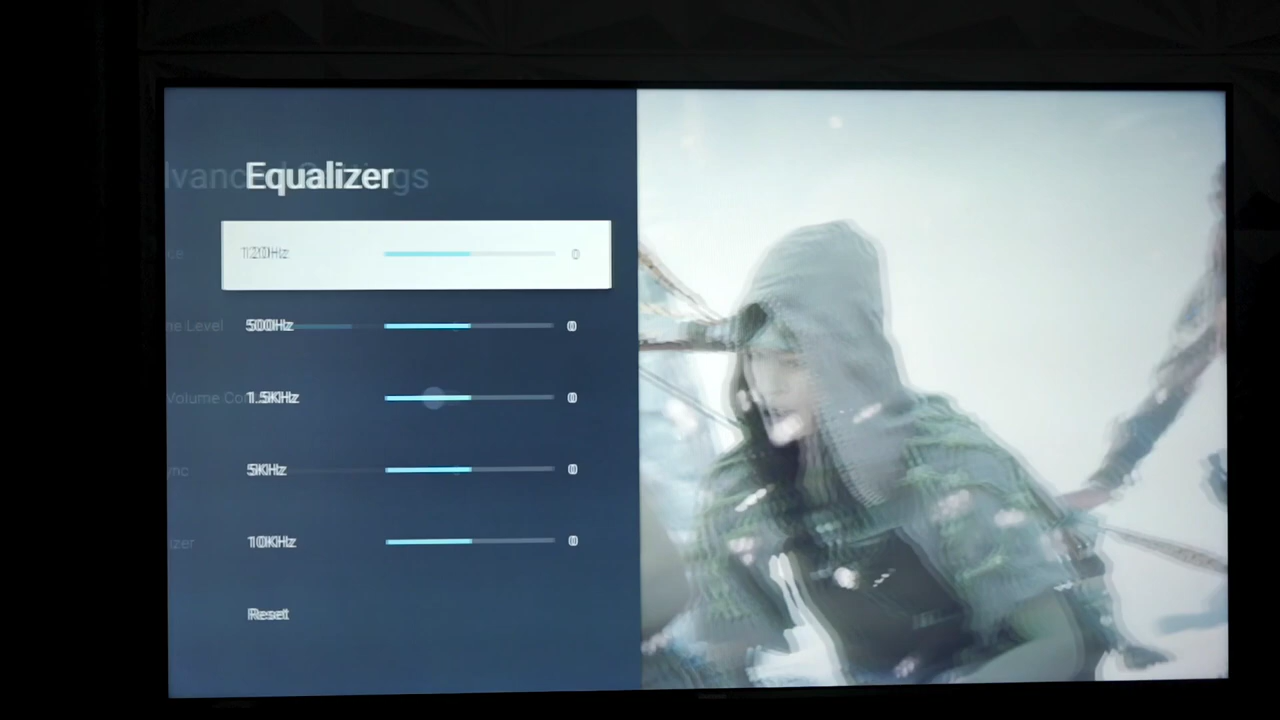 Equalizer
120Hz 0
500Hz 0
1.5KHz 0
5KHz 0
10KHz 0
Reset